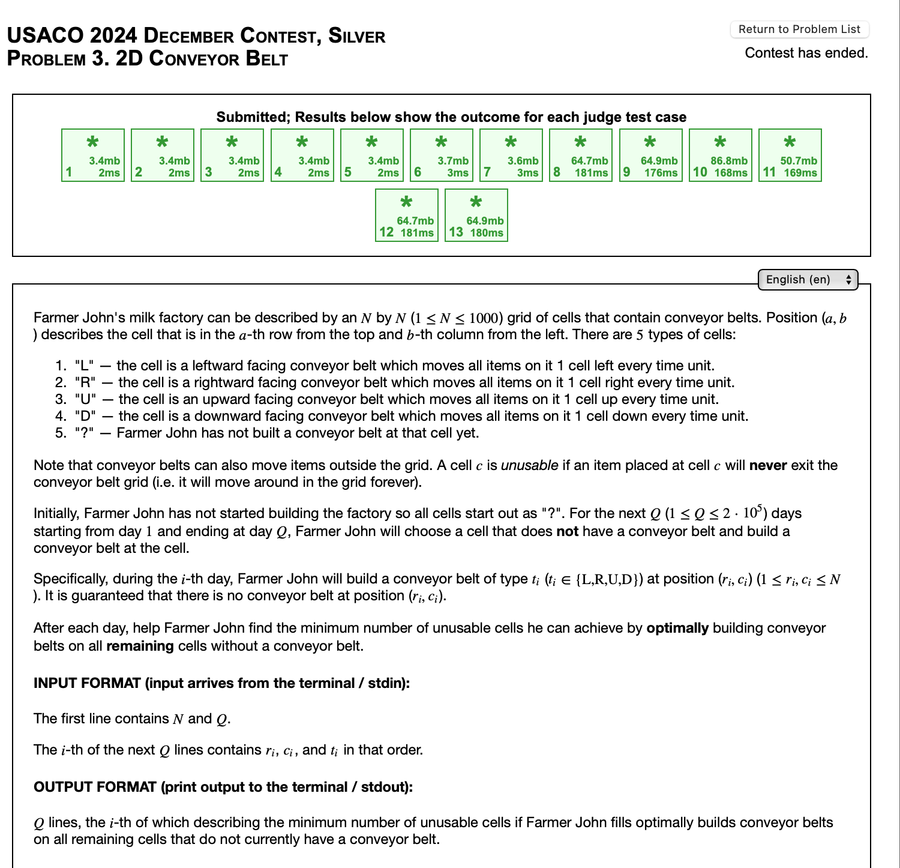 USACO 2024 December Contest, Silver
Problem 3. 2D Conveyor Belt
Return to Problem List
Contest has ended.
Submitted; Results below show the outcome for each judge test case
* 1 3.4mb 2ms
* 2 3.4mb 2ms
* 3 3.4mb 2ms
* 4 3.4mb 2ms
* 5 3.4mb 2ms
* 6 3.7mb 3ms
* 7 3.6mb 3ms
* 8 64.7mb 181ms
* 9 64.9mb 176ms
* 10 86.8mb 168ms
* 11 50.7mb 169ms
* 12 64.7mb 181ms
* 13 64.9mb 180ms
English (en)
Farmer John's milk factory can be described by an N by N (1 ≤ N ≤ 1000) grid of cells that contain conveyor belts. Position (a, b
) describes the cell that is in the a-th row from the top and b-th column from the left. There are 5 types of cells:
1. "L" — the cell is a leftward facing conveyor belt which moves all items on it 1 cell left every time unit.
2. "R" — the cell is a rightward facing conveyor belt which moves all items on it 1 cell right every time unit.
3. "U" — the cell is an upward facing conveyor belt which moves all items on it 1 cell up every time unit.
4. "D" — the cell is a downward facing conveyor belt which moves all items on it 1 cell down every time unit.
5. "?" — Farmer John has not built a conveyor belt at that cell yet.
Note that conveyor belts can also move items outside the grid. A cell c is unusable if an item placed at cell c will never exit the
conveyor belt grid (i.e. it will move around in the grid forever).
Initially, Farmer John has not started building the factory so all cells start out as "?". For the next Q (1 ≤ Q ≤ 2 · 10⁵) days
starting from day 1 and ending at day Q, Farmer John will choose a cell that does not have a conveyor belt and build a
conveyor belt at the cell.
Specifically, during the i-th day, Farmer John will build a conveyor belt of type tᵢ (tᵢ ∈ {L,R,U,D}) at position (rᵢ, cᵢ) (1 ≤ rᵢ, cᵢ ≤ N
). It is guaranteed that there is no conveyor belt at position (rᵢ, cᵢ).
After each day, help Farmer John find the minimum number of unusable cells he can achieve by optimally building conveyor
belts on all remaining cells without a conveyor belt.
INPUT FORMAT (input arrives from the terminal / stdin):
The first line contains N and Q.
The i-th of the next Q lines contains rᵢ, cᵢ, and tᵢ in that order.
OUTPUT FORMAT (print output to the terminal / stdout):
Q lines, the i-th of which describing the minimum number of unusable cells if Farmer John fills optimally builds conveyor belts
on all remaining cells that do not currently have a conveyor belt.